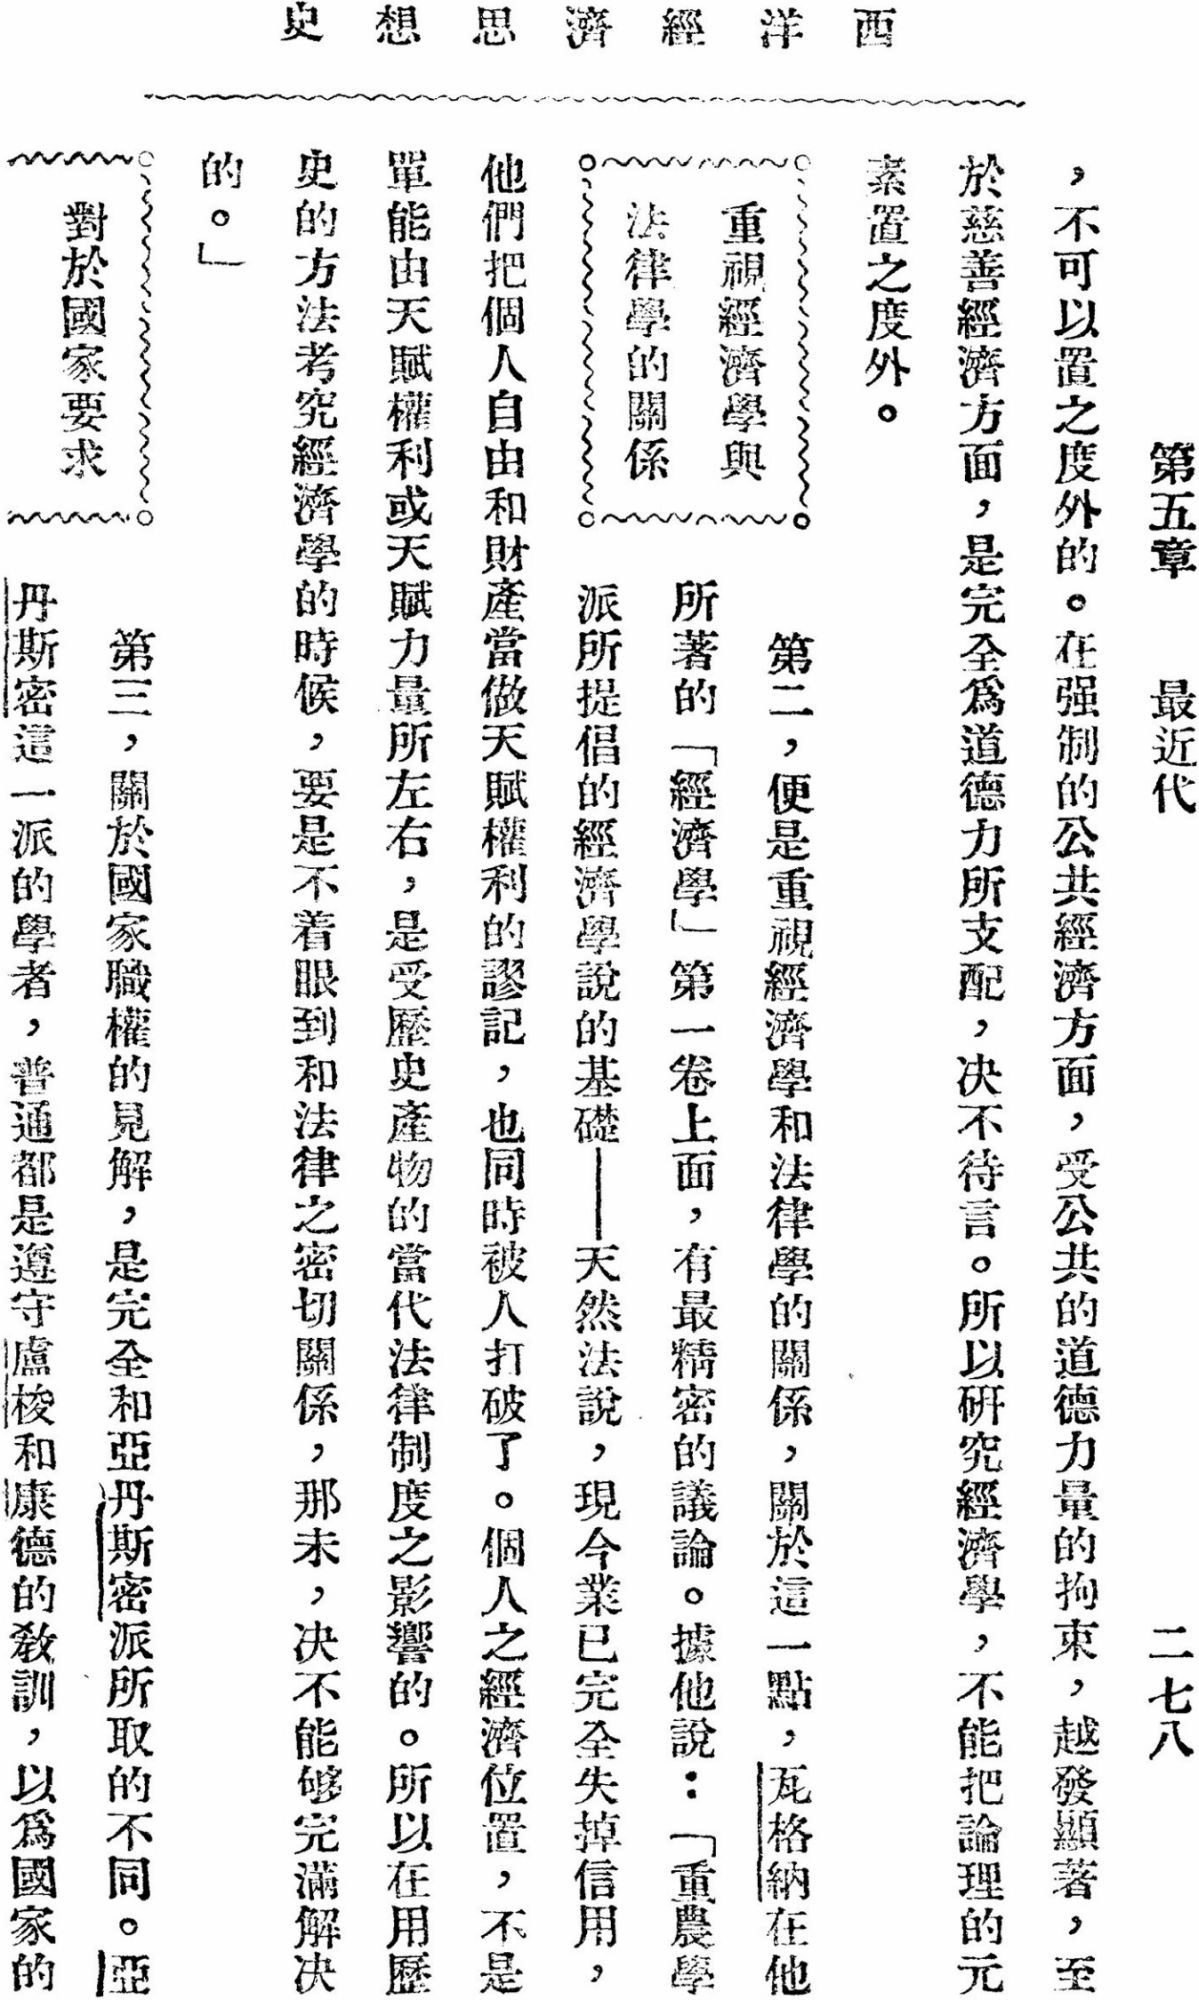 西洋經濟思想史
第五章　最近代　二七八
，不可以置之度外的。在强制的公共經濟方面，受公共的道德力量的拘束，越發顯著，至
於慈善經濟方面，是完全爲道德力所支配，決不待言。所以研究經濟學，不能把論理的元
素置之度外。
重視經濟學與
法律學的關係
第二，便是重視經濟學和法律學的關係，關於這一點，瓦格納在他
所著的「經濟學」第一卷上面，有最精密的議論。據他說：「重農學
派所提倡的經濟學說的基礎——天然法說，現今業已完全失掉信用，
他們把個人自由和財產當做天賦權利的謬記，也同時被人打破了。個人之經濟位置，不是
單能由天賦權利或天賦力量所左右，是受歷史產物的當代法律制度之影響的。所以在用歷
史的方法考究經濟學的時候，要是不着眼到和法律之密切關係，那未，决不能够完滿解決
的。」
對於國家要求
第三，關於國家職權的見解，是完全和亞丹斯密派所取的不同。亞
丹斯密這一派的學者，普通都是遵守盧梭和康德的敎訓，以爲國家的